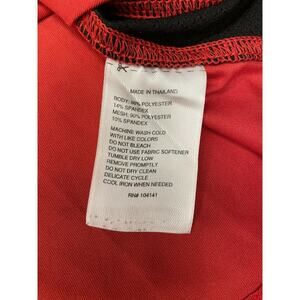 MADE IN THAILAND
BODY: 86% POLYESTER
14% SPANDEX
MESH: 90% POLYESTER
10% SPANDEX
MACHINE WASH COLD
WITH LIKE COLORS
DO NOT BLEACH
DO NOT USE FABRIC SOFTENER
TUMBLE DRY LOW
REMOVE PROMPTLY
DO NOT DRY CLEAN
DELICATE CYCLE
COOL IRON WHEN NEEDED
RN# 104141